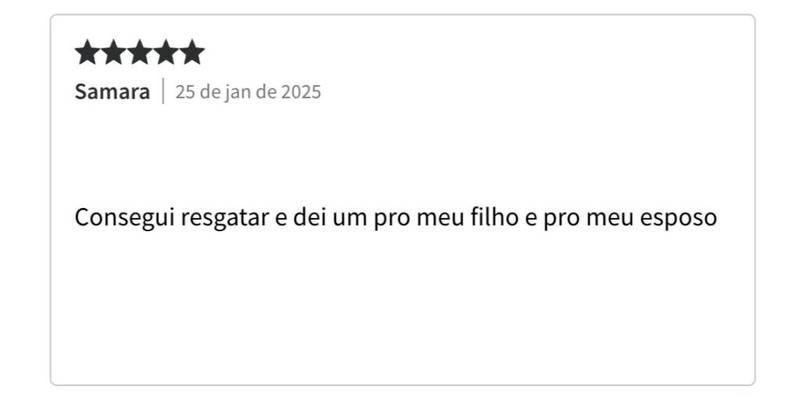 ★★★★★
Samara | 25 de jan de 2025
Consegui resgatar e dei um pro meu filho e pro meu esposo